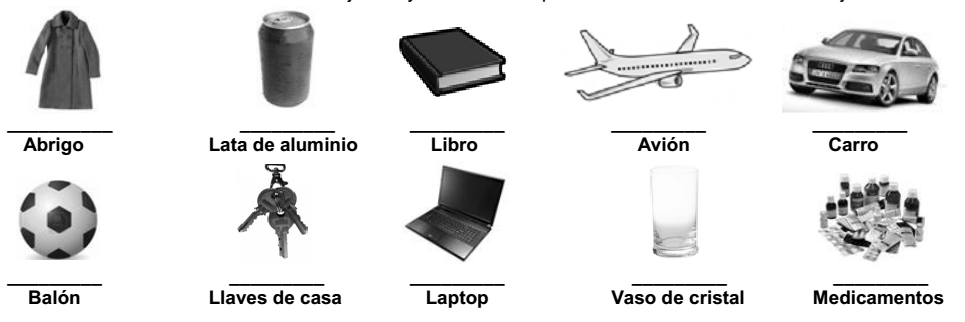 Abrigo Lata de aluminio Libro Avión Carro
Balón Llaves de casa Laptop Vaso de cristal Medicamentos